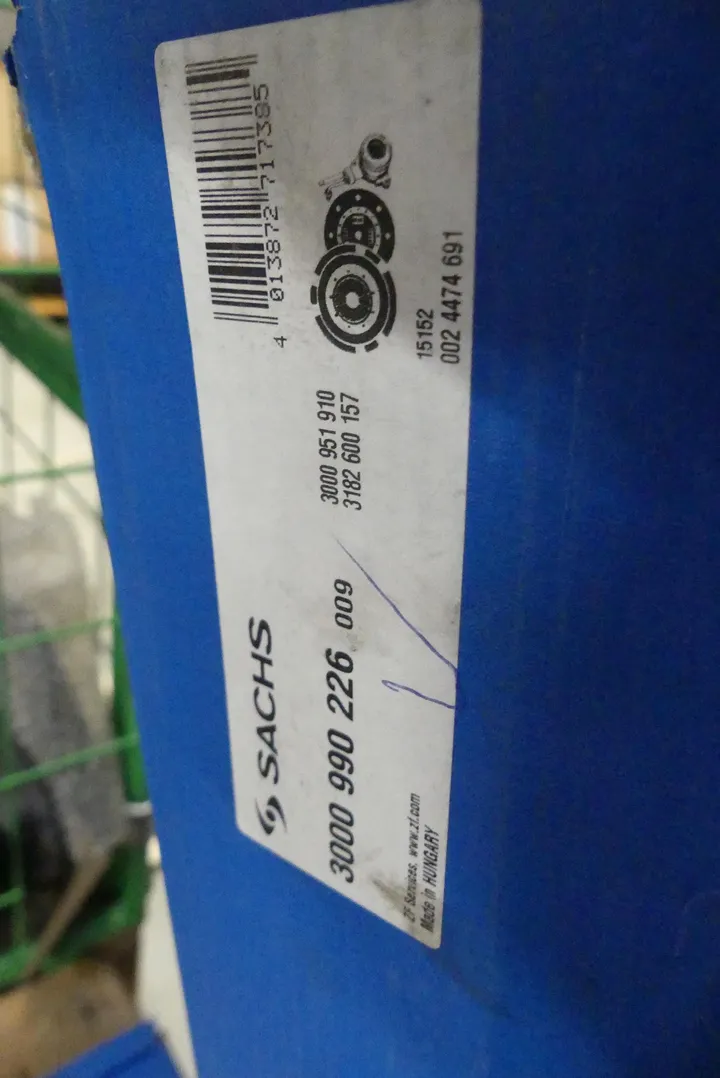 SACHS
3000 990 226 009
3000 951 910
3182 600 157
4 013872 717385
ZF Services. www.zf.com
Made in HUNGARY
15152
002 4474 691